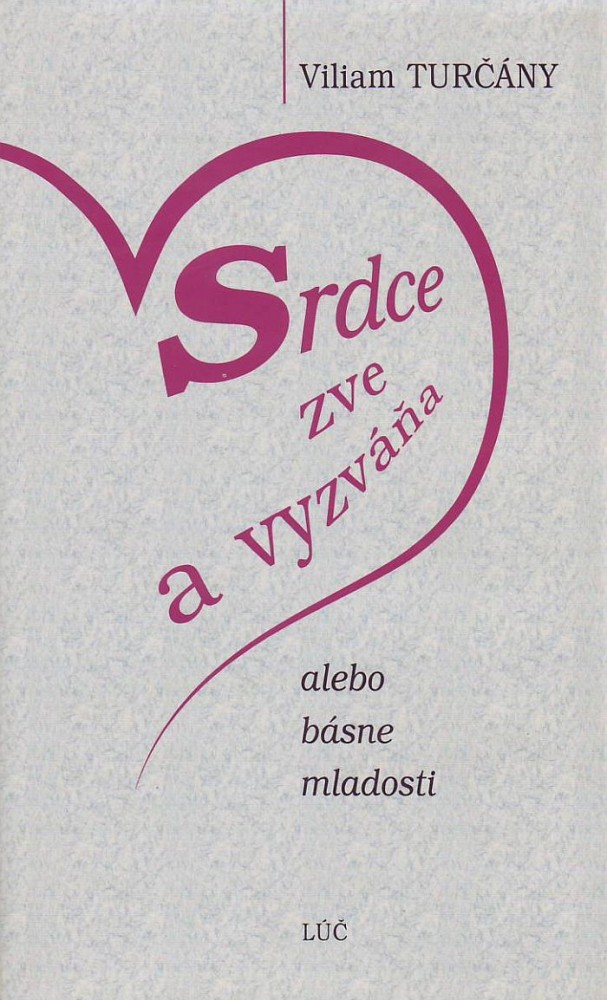 Viliam TURČÁNY
Srdce
zve
a vyzváňa
alebo
básne
mladosti
LÚČ